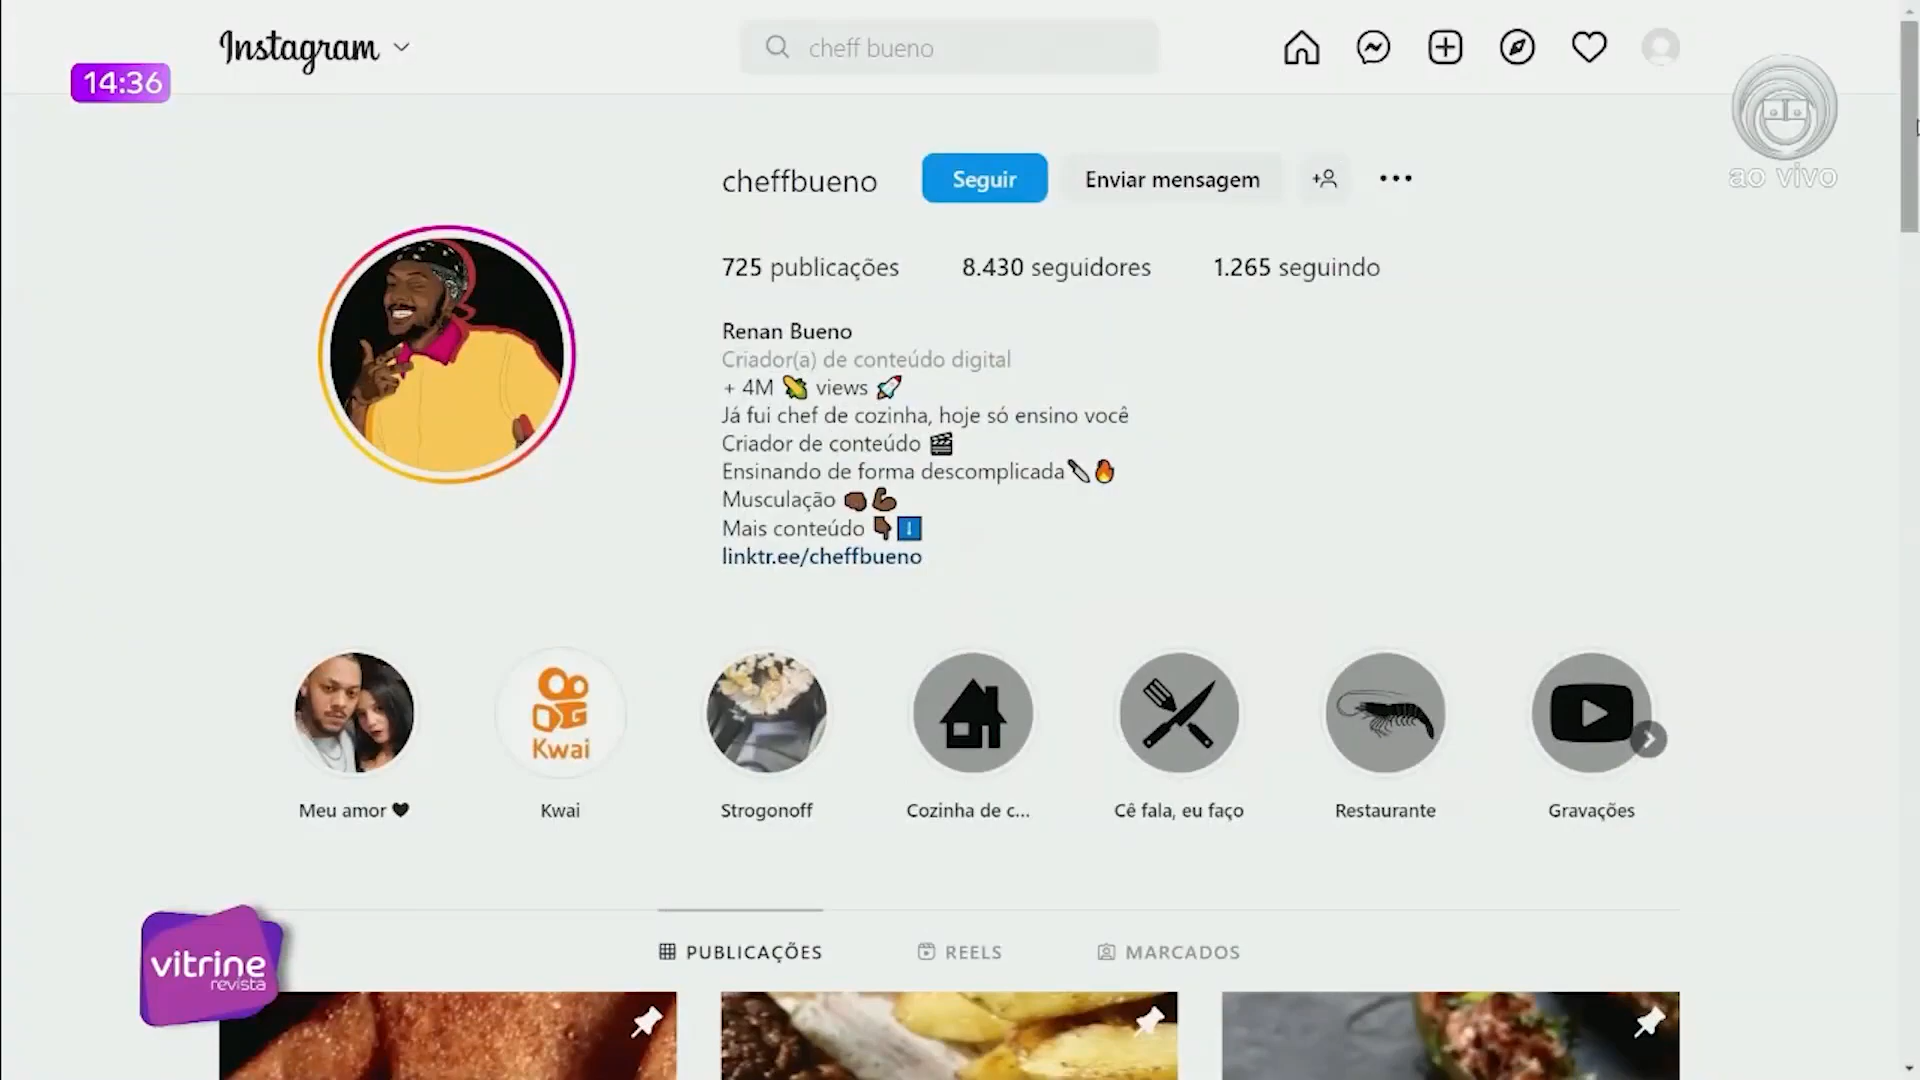 Instagram
cheff bueno
14:36
ao vivo
cheffbueno
Seguir
Enviar mensagem
725 publicações
8.430 seguidores
1.265 seguindo
Renan Bueno
Criador(a) de conteúdo digital
+ 4M 🌽 views 🚀
Já fui chef de cozinha, hoje só ensino você
Criador de conteúdo 🎬
Ensinando de forma descomplicada🔪🔥
Musculação 👊🏿💪🏿
Mais conteúdo 👇🏿⬇️
linktr.ee/cheffbueno
Kwai
Meu amor 🖤
Kwai
Strogonoff
Cozinha de c...
Cê fala, eu faço
Restaurante
Gravações
PUBLICAÇÕES
REELS
MARCADOS
vitrine
revista